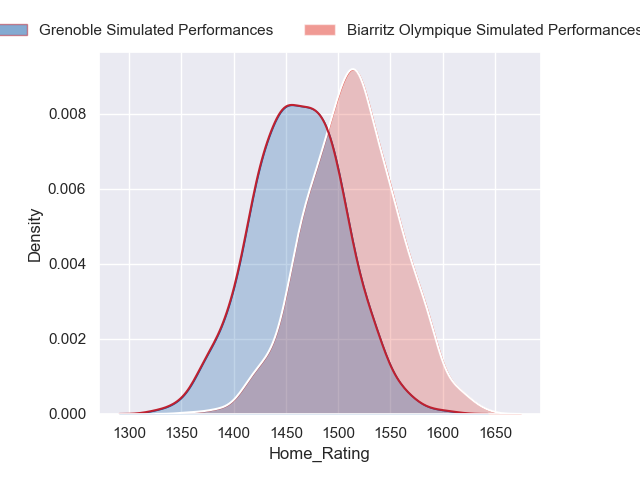 Grenoble Simulated Performances
Biarritz Olympique Simulated Performances
0.008
0.006
0.004
0.002
0.000
Density
1300 1350 1400 1450 1500 1550 1600 1650
Home_Rating